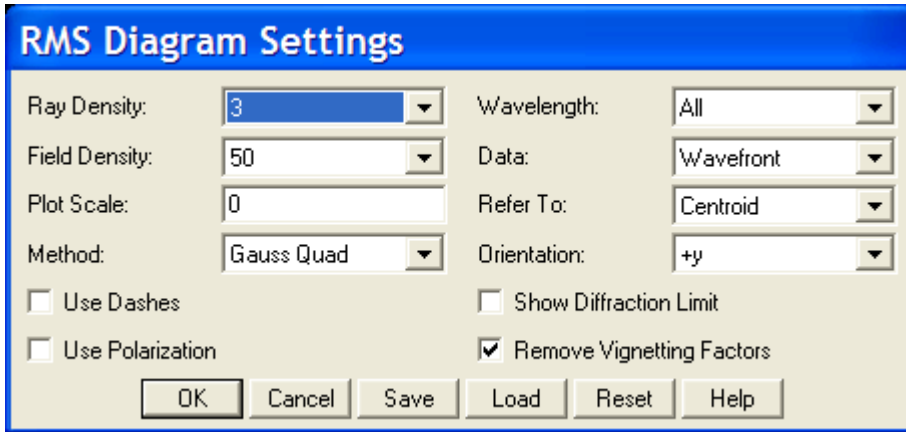 RMS Diagram Settings
Ray Density: 3 Wavelength: All
Field Density: 50 Data: Wavefront
Plot Scale: 0 Refer To: Centroid
Method: Gauss Quad Orientation: +y
Use Dashes Show Diffraction Limit
Use Polarization Remove Vignetting Factors
OK Cancel Save Load Reset Help